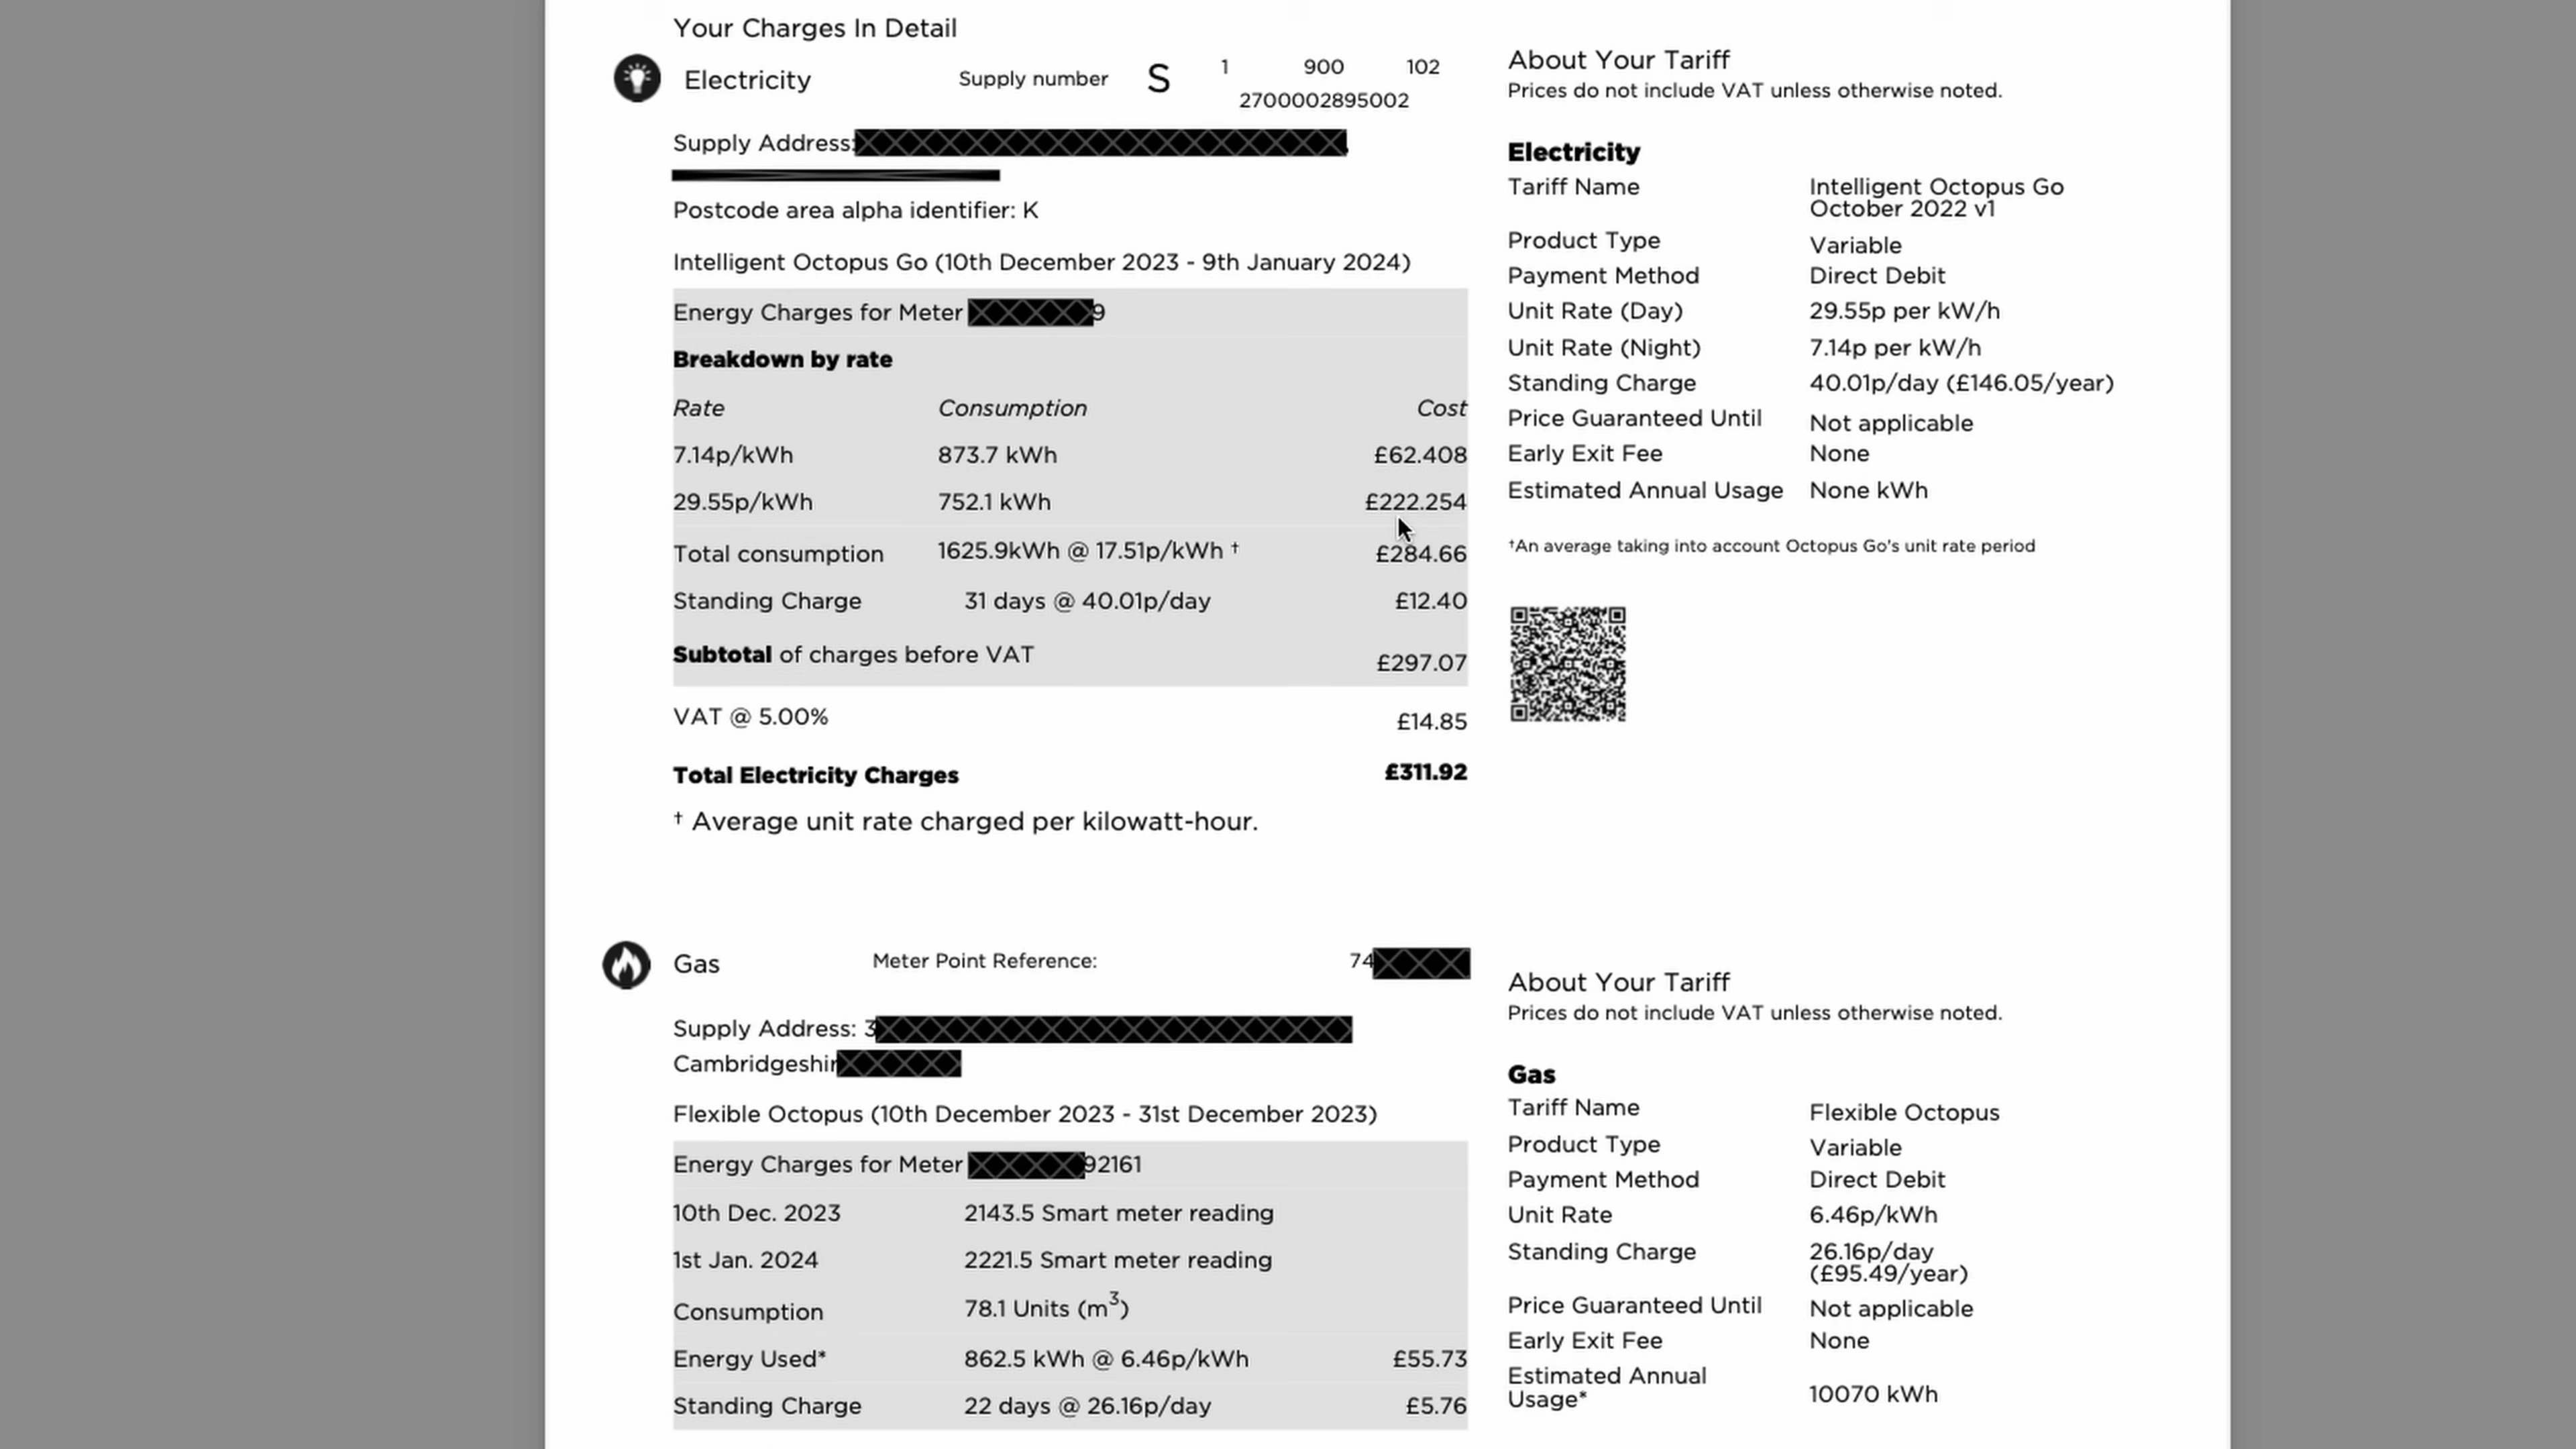 Your Charges In Detail
Electricity Supply number S 1 900 102
2700002895002
Supply Address:
Postcode area alpha identifier: K
Intelligent Octopus Go (10th December 2023 - 9th January 2024)
Energy Charges for Meter 9
Breakdown by rate
Rate Consumption Cost
7.14p/kWh 873.7 kWh £62.408
29.55p/kWh 752.1 kWh £222.254
Total consumption 1625.9kWh @ 17.51p/kWh † £284.66
Standing Charge 31 days @ 40.01p/day £12.40
Subtotal of charges before VAT £297.07
VAT @ 5.00% £14.85
Total Electricity Charges £311.92
† Average unit rate charged per kilowatt-hour.
About Your Tariff
Prices do not include VAT unless otherwise noted.
Electricity
Tariff Name Intelligent Octopus Go
October 2022 v1
Product Type Variable
Payment Method Direct Debit
Unit Rate (Day) 29.55p per kW/h
Unit Rate (Night) 7.14p per kW/h
Standing Charge 40.01p/day (£146.05/year)
Price Guaranteed Until Not applicable
Early Exit Fee None
Estimated Annual Usage None kWh
†An average taking into account Octopus Go's unit rate period
Gas Meter Point Reference: 74
Supply Address: 3
Cambridgeshir
Flexible Octopus (10th December 2023 - 31st December 2023)
Energy Charges for Meter 92161
10th Dec. 2023 2143.5 Smart meter reading
1st Jan. 2024 2221.5 Smart meter reading
Consumption 78.1 Units (m³)
Energy Used* 862.5 kWh @ 6.46p/kWh £55.73
Standing Charge 22 days @ 26.16p/day £5.76
About Your Tariff
Prices do not include VAT unless otherwise noted.
Gas
Tariff Name Flexible Octopus
Product Type Variable
Payment Method Direct Debit
Unit Rate 6.46p/kWh
Standing Charge 26.16p/day
(£95.49/year)
Price Guaranteed Until Not applicable
Early Exit Fee None
Estimated Annual
Usage* 10070 kWh